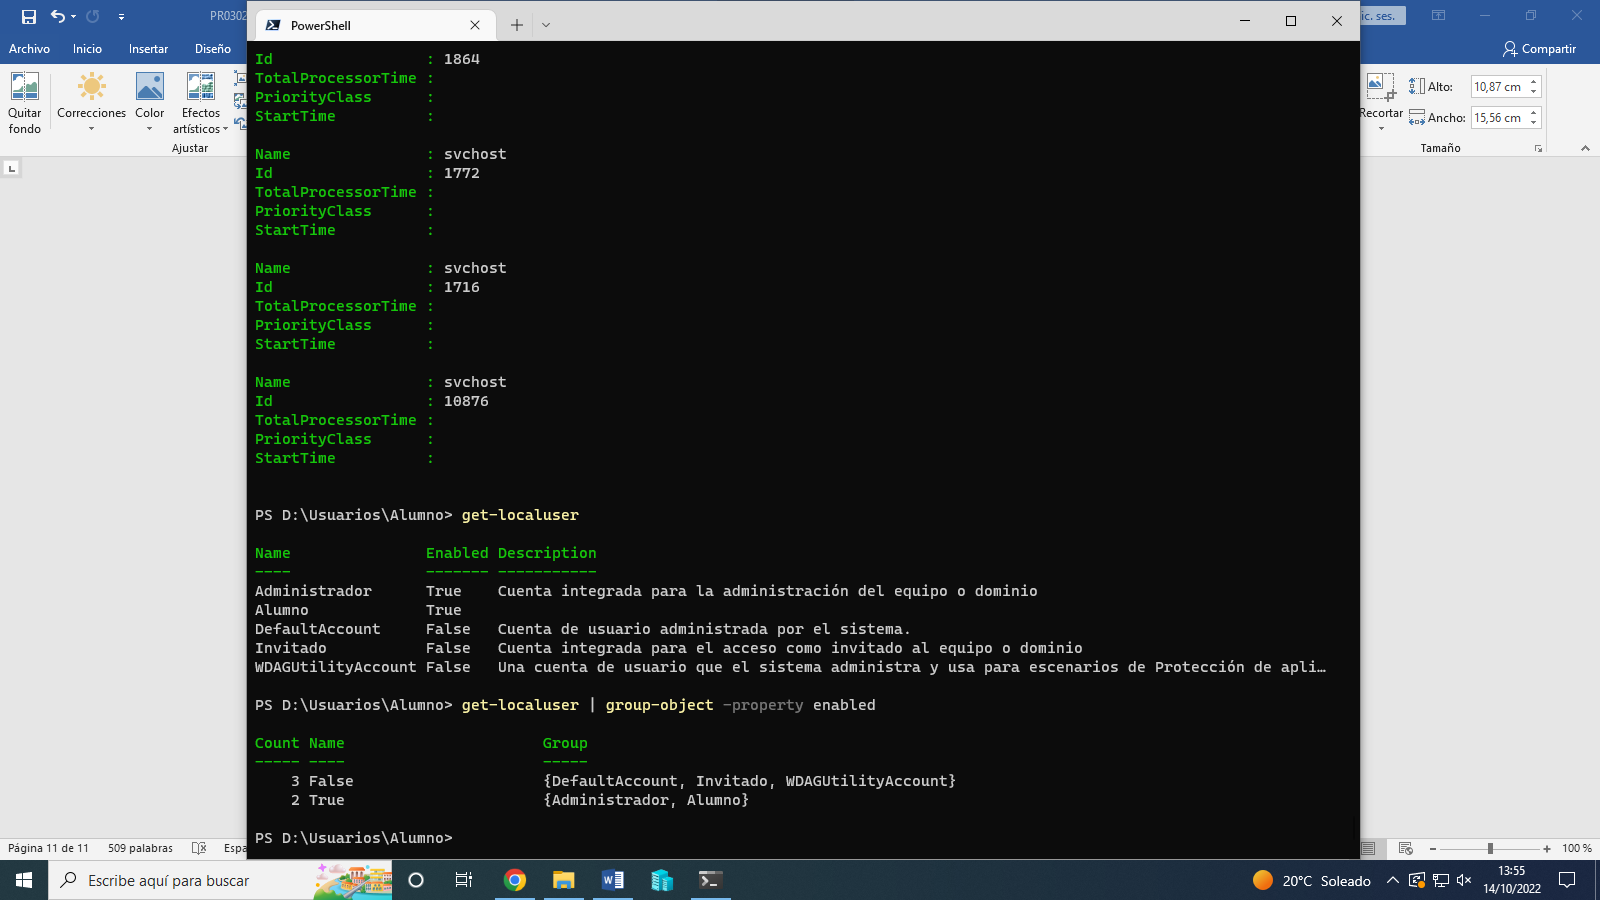 PR0302
PowerShell
ic. ses.
Archivo Inicio Insertar Diseño
Compartir
Quitar fondo
Correcciones
Color
Efectos artísticos
Ajustar
Recortar
Alto: 10,87 cm
Ancho: 15,56 cm
Tamaño
Id : 1864
TotalProcessorTime :
PriorityClass :
StartTime :
Name : svchost
Id : 1772
TotalProcessorTime :
PriorityClass :
StartTime :
Name : svchost
Id : 1716
TotalProcessorTime :
PriorityClass :
StartTime :
Name : svchost
Id : 10876
TotalProcessorTime :
PriorityClass :
StartTime :
PS D:\Usuarios\Alumno> get-localuser
Name Enabled Description
---- ------- -----------
Administrador True Cuenta integrada para la administración del equipo o dominio
Alumno True
DefaultAccount False Cuenta de usuario administrada por el sistema.
Invitado False Cuenta integrada para el acceso como invitado al equipo o dominio
WDAGUtilityAccount False Una cuenta de usuario que el sistema administra y usa para escenarios de Protección de apli…
PS D:\Usuarios\Alumno> get-localuser | group-object -property enabled
Count Name Group
----- ---- -----
3 False {DefaultAccount, Invitado, WDAGUtilityAccount}
2 True {Administrador, Alumno}
PS D:\Usuarios\Alumno>
Página 11 de 11 509 palabras Espa
100 %
Escribe aquí para buscar
20°C Soleado
13:55
14/10/2022